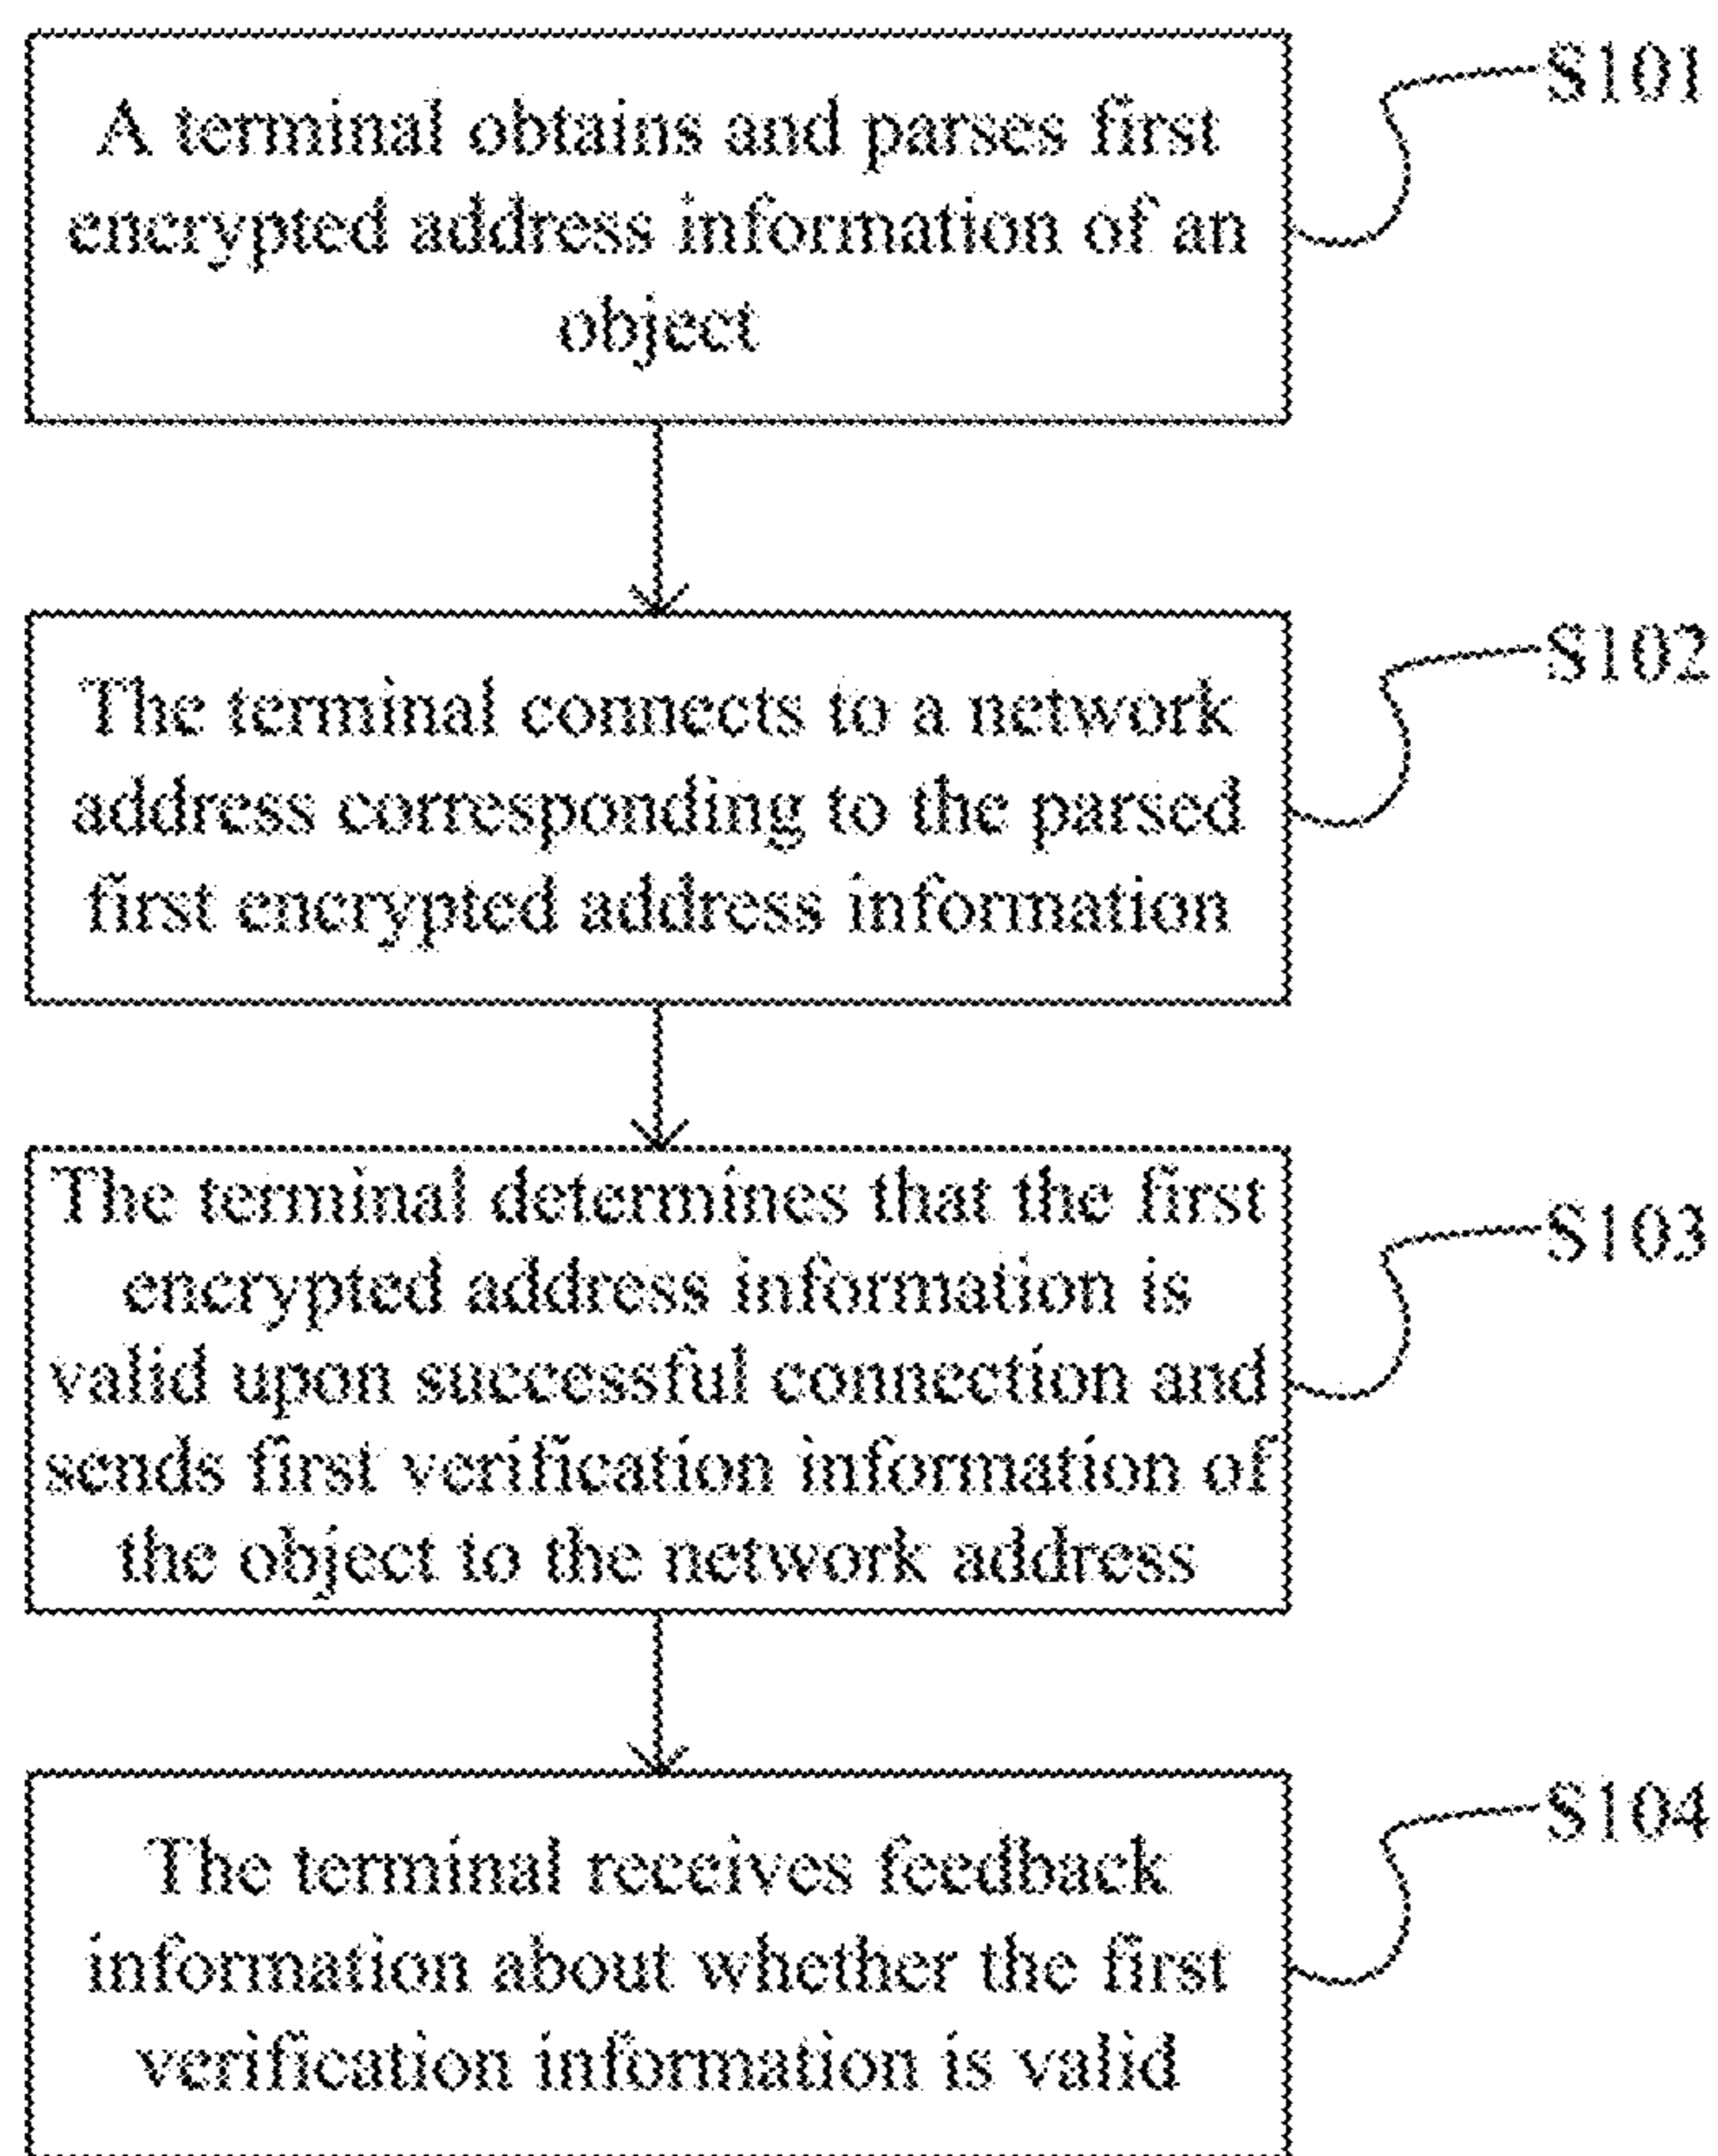 A terminal obtains and parses first
encrypted address information of an
object
S101
The terminal connects to a network
address corresponding to the parsed
first encrypted address information
S102
The terminal determines that the first
encrypted address information is
valid upon successful connection and
sends first verification information of
the object to the network address
S103
The terminal receives feedback
information about whether the first
verification information is valid
S104